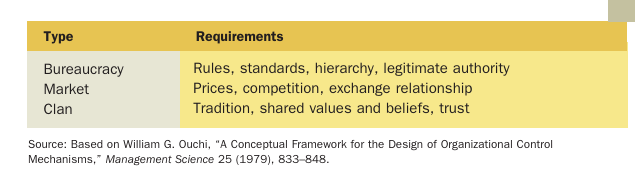 Type Requirements
Bureaucracy Rules, standards, hierarchy, legitimate authority
Market Prices, competition, exchange relationship
Clan Tradition, shared values and beliefs, trust
Source: Based on William G. Ouchi, “A Conceptual Framework for the Design of Organizational Control
Mechanisms,” Management Science 25 (1979), 833–848.